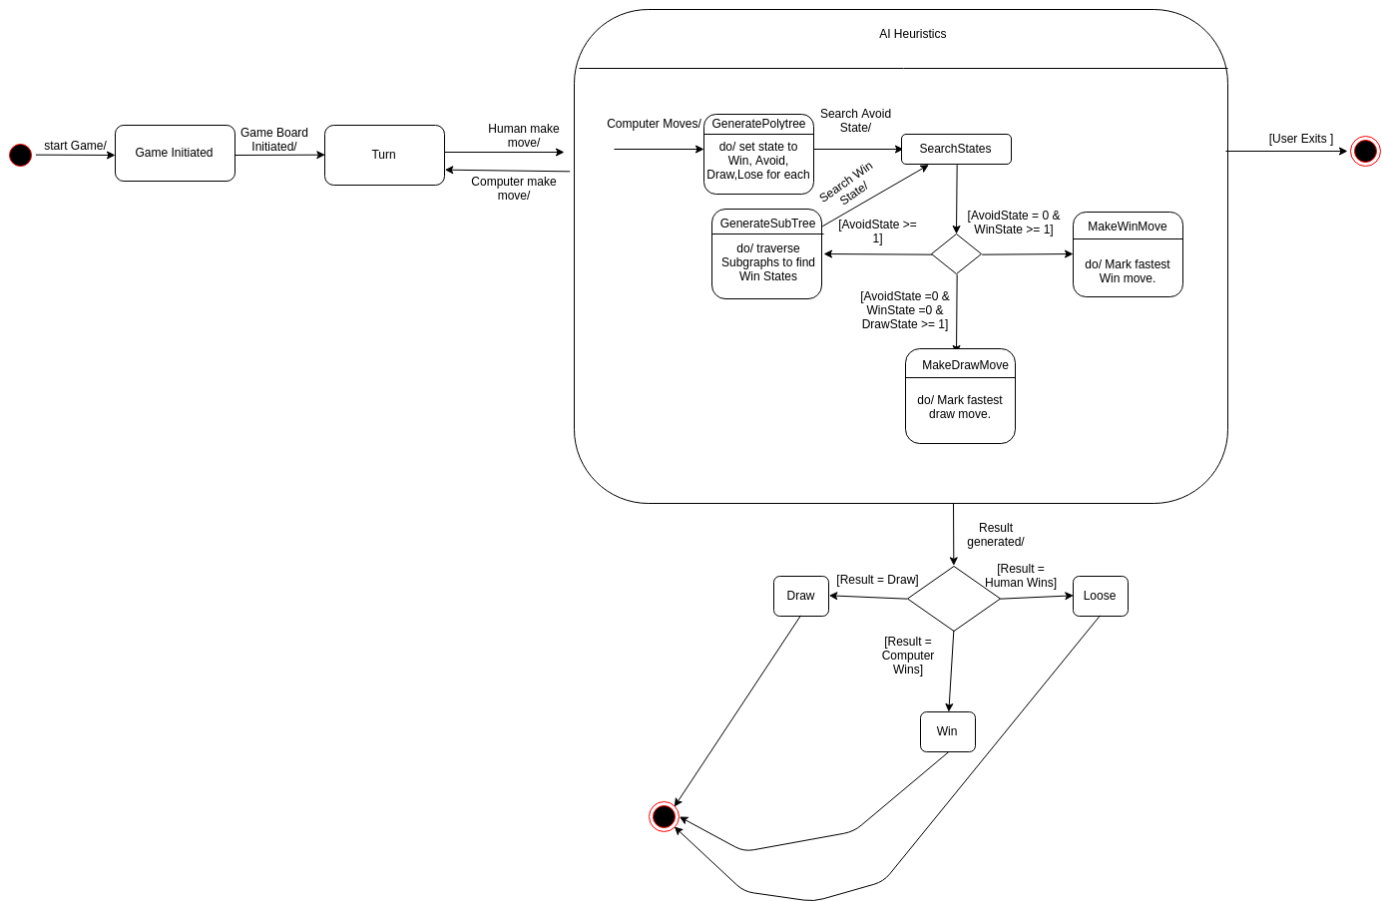 AI Heuristics
start Game/
Game Initiated
Game Board
Initiated/
Turn
Human make
move/
Computer make
move/
Computer Moves/
GeneratePolytree
do/ set state to
Win, Avoid,
Draw,Lose for each
Search Avoid
State/
SearchStates
[User Exits ]
Search Win
State/
GenerateSubTree
do/ traverse
Subgraphs to find
Win States
[AvoidState >=
1]
[AvoidState = 0 &
WinState >= 1]
MakeWinMove
do/ Mark fastest
Win move.
[AvoidState =0 &
WinState =0 &
DrawState >= 1]
MakeDrawMove
do/ Mark fastest
draw move.
Result
generated/
[Result = Draw]
Draw
[Result =
Human Wins]
Loose
[Result =
Computer
Wins]
Win